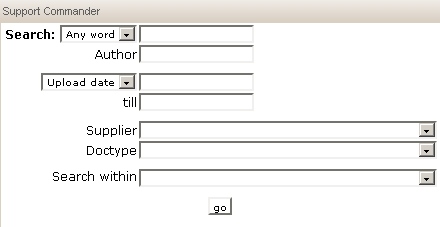 Support Commander
Search: Any word
Author
Upload date
till
Supplier
Doctype
Search within
go